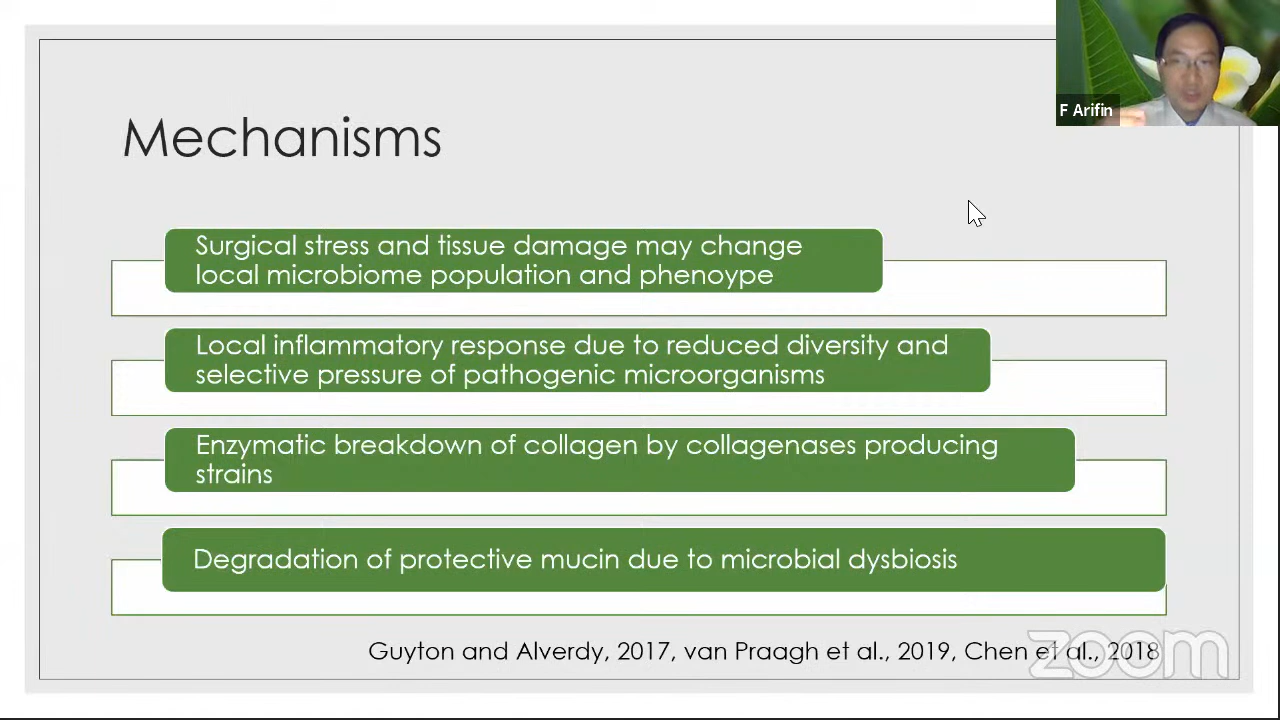 F Arifin
Mechanisms
Surgical stress and tissue damage may change
local microbiome population and phenoype
Local inflammatory response due to reduced diversity and
selective pressure of pathogenic microorganisms
Enzymatic breakdown of collagen by collagenases producing
strains
Degradation of protective mucin due to microbial dysbiosis
Guyton and Alverdy, 2017, van Praagh et al., 2019, Chen et al., 2018
zoom